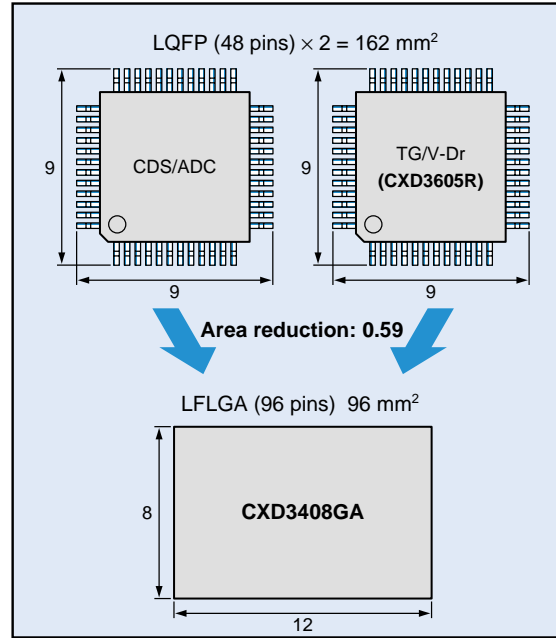 LQFP (48 pins) × 2 = 162 mm²
9
CDS/ADC
9
9
TG/V-Dr
(CXD3605R)
9
Area reduction: 0.59
LFLGA (96 pins) 96 mm²
8
CXD3408GA
12